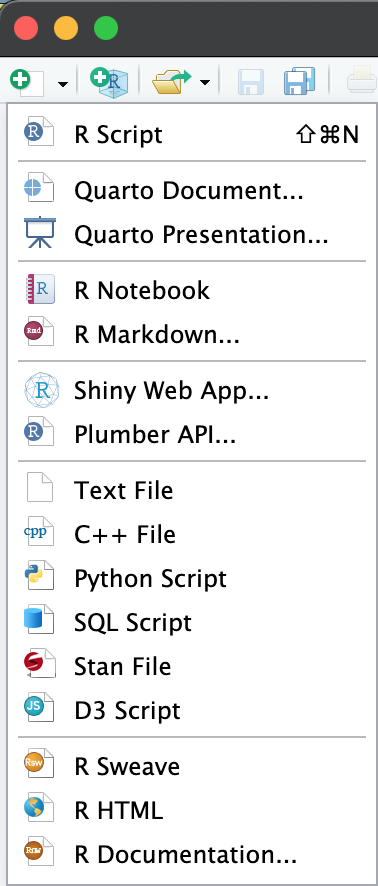 R Script ⇧⌘N
Quarto Document...
Quarto Presentation...
R Notebook
R Markdown...
Shiny Web App...
Plumber API...
Text File
C++ File
Python Script
SQL Script
Stan File
D3 Script
R Sweave
R HTML
R Documentation...